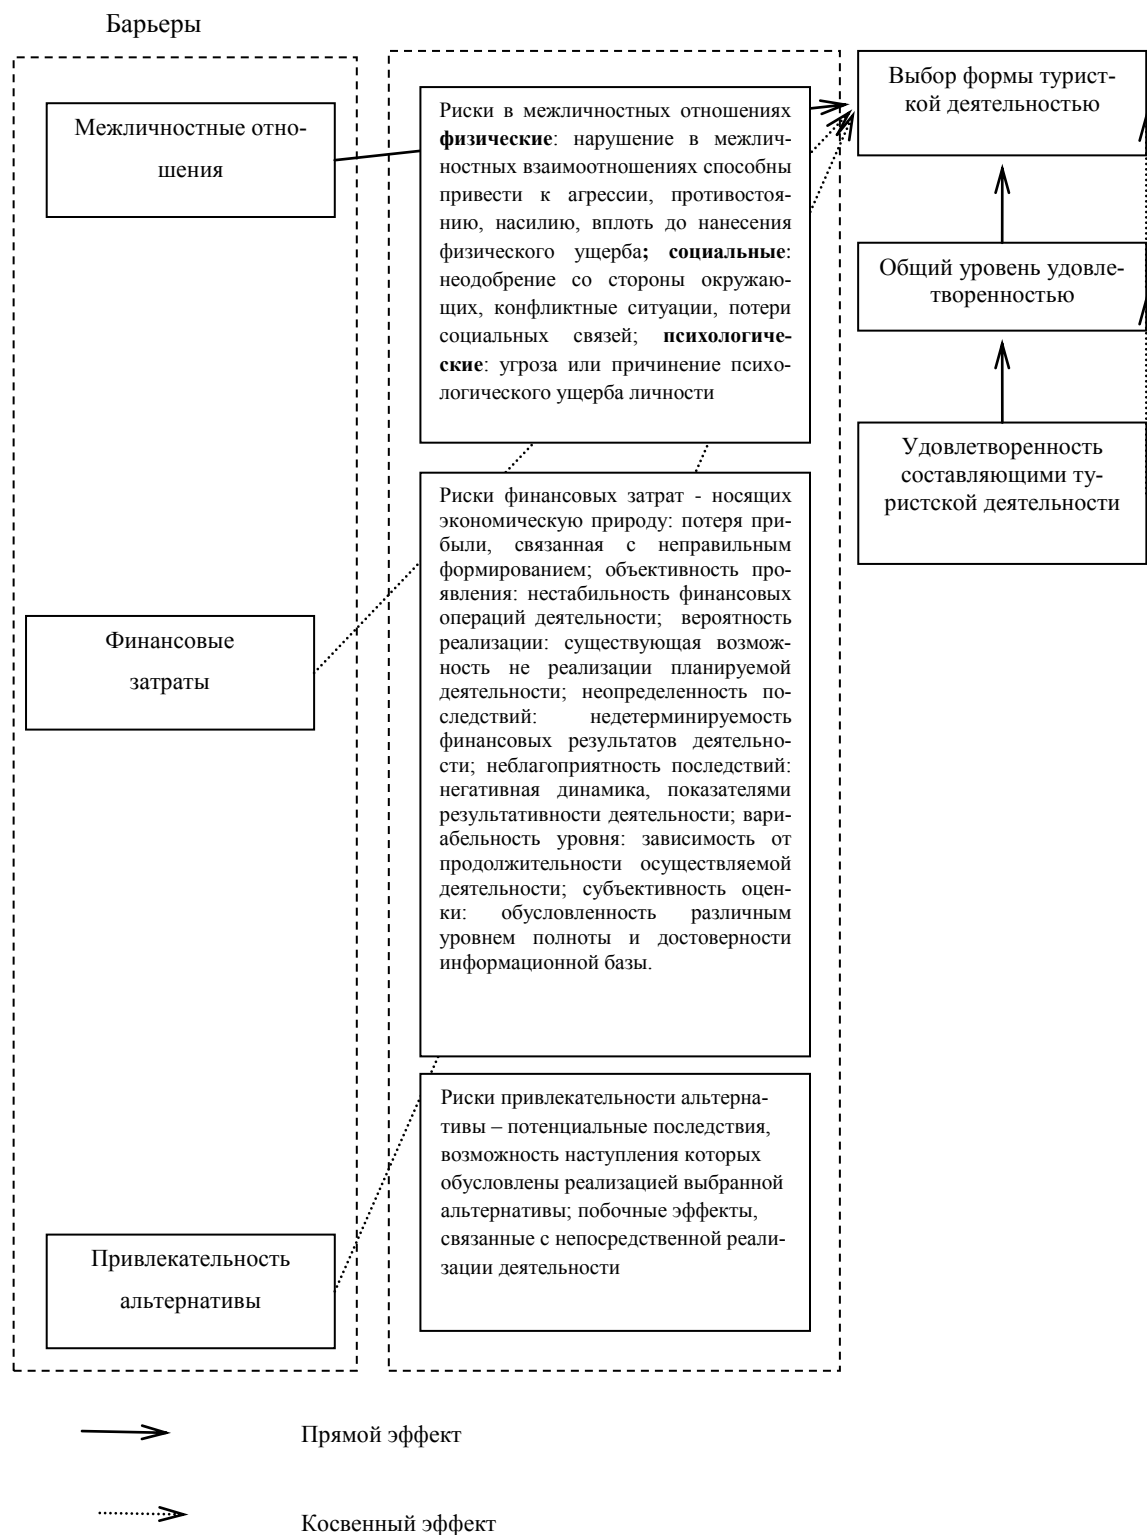 Барьеры
Межличностные отно-
шения
Финансовые
затраты
Привлекательность
альтернативы
Риски в межличностных отношениях
физические: нарушение в межлич-
ностных взаимоотношениях способны
привести к агрессии, противостоя-
нию, насилию, вплоть до нанесения
физического ущерба; социальные:
неодобрение со стороны окружаю-
щих, конфликтные ситуации, потери
социальных связей; психологиче-
ские: угроза или причинение психо-
логического ущерба личности
Риски финансовых затрат - носящих
экономическую природу: потеря при-
были, связанная с неправильным
формированием; объективность про-
явления: нестабильность финансовых
операций деятельности; вероятность
реализации: существующая возмож-
ность не реализации планируемой
деятельности; неопределенность по-
следствий: недетерминируемость
финансовых результатов деятельно-
сти; неблагоприятность последствий:
негативная динамика, показателями
результативности деятельности; вари-
абельность уровня: зависимость от
продолжительности осуществляемой
деятельности; субъективность оцен-
ки: обусловленность различным
уровнем полноты и достоверности
информационной базы.
Риски привлекательности альтерна-
тивы – потенциальные последствия,
возможность наступления которых
обусловлены реализацией выбранной
альтернативы; побочные эффекты,
связанные с непосредственной реали-
зации деятельности
Выбор формы турист-
кой деятельностью
Общий уровень удовле-
творенностью
Удовлетворенность
составляющими ту-
ристской деятельности
Прямой эффект
Косвенный эффект